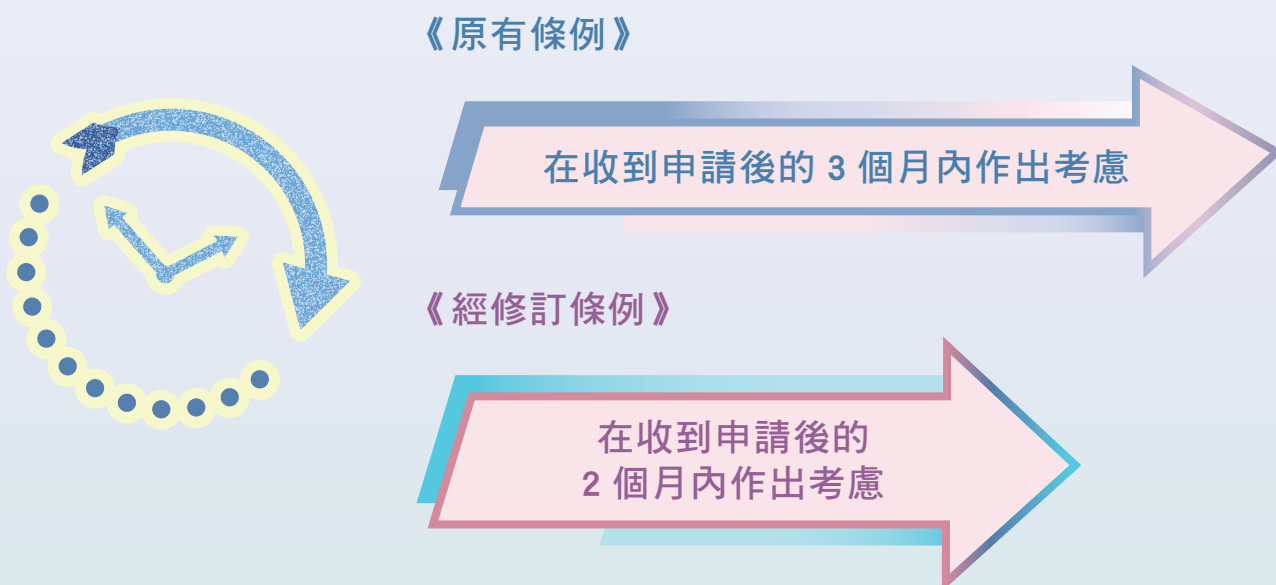 《原有條例》
在收到申請後的 3 個月內作出考慮
《經修訂條例》
在收到申請後的
2 個月內作出考慮